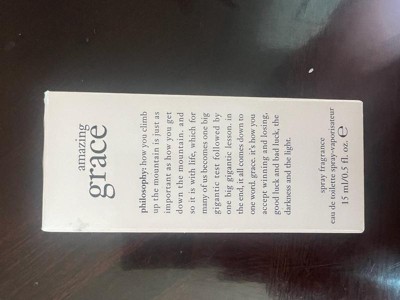 amazing
grace
philosophy: how you climb
up the mountain is just as
important as how you get
down the mountain. and
so it is with life, which for
many of us becomes one big
gigantic test followed by
one big gigantic lesson. in
the end, it all comes down to
one word. grace. it's how you
accept winning and losing,
good luck and bad luck, the
darkness and the light.
spray fragrance
eau de toilette spray-vaporisateur
15 ml/0.5 fl. oz. ℮